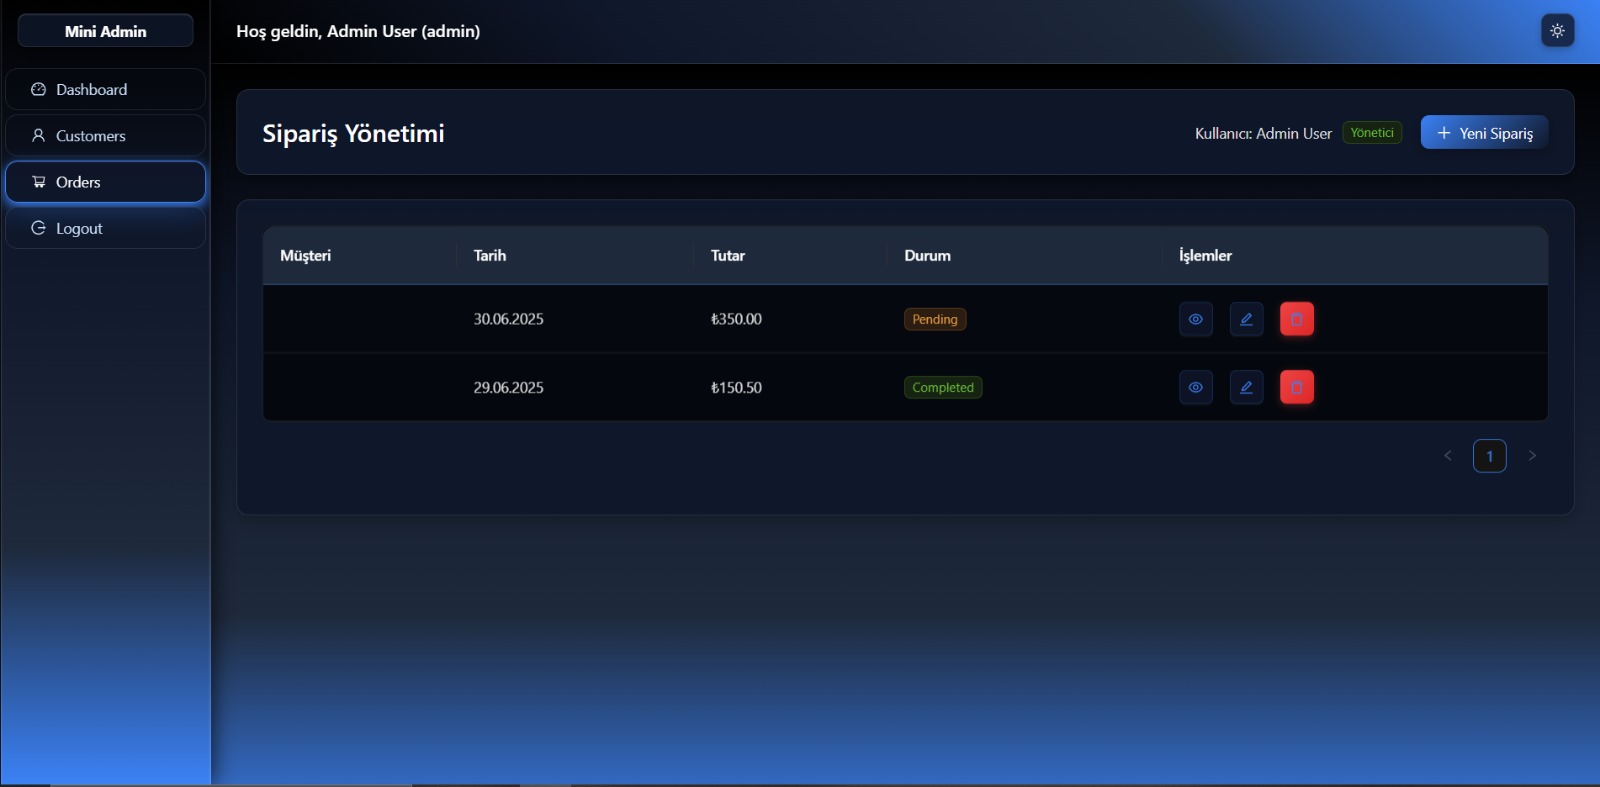 Mini Admin
Hoş geldin, Admin User (admin)
Dashboard
Customers
Orders
Logout
Sipariş Yönetimi
Kullanıcı: Admin User Yönetici + Yeni Sipariş
Müşteri Tarih Tutar Durum İşlemler
30.06.2025 ₺350.00 Pending
29.06.2025 ₺150.50 Completed
< 1 >